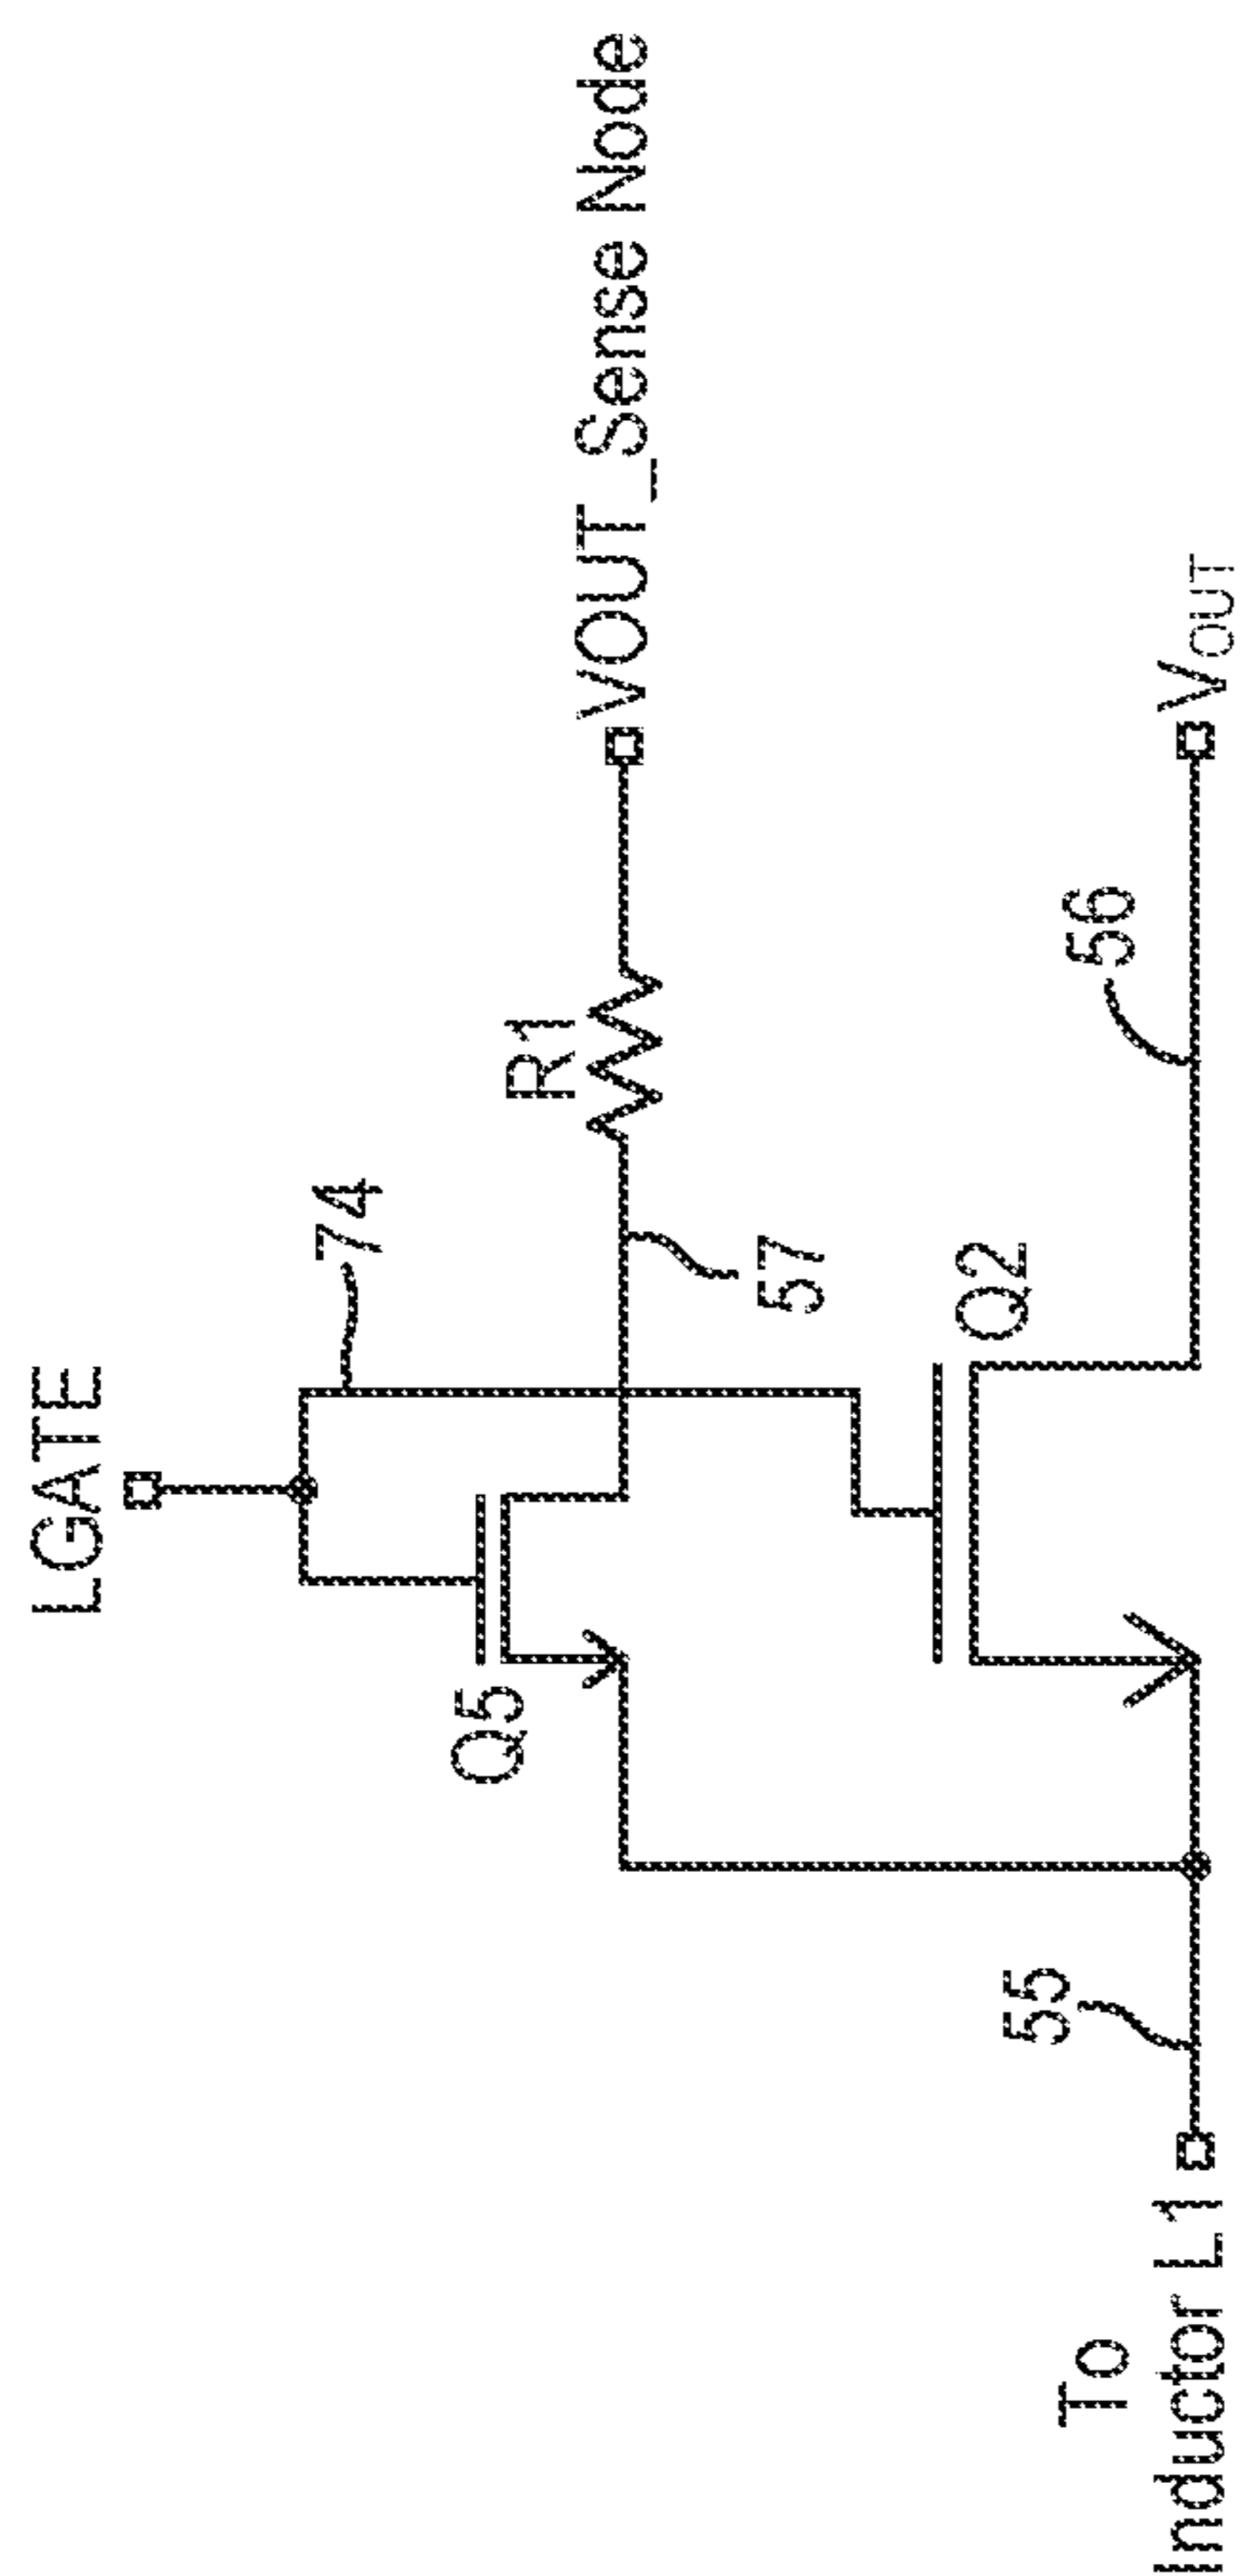 LGATE
74
Q5
R1
VOUT_Sense Node
57
Q2
56
55
To
Inductor L1
VOUT